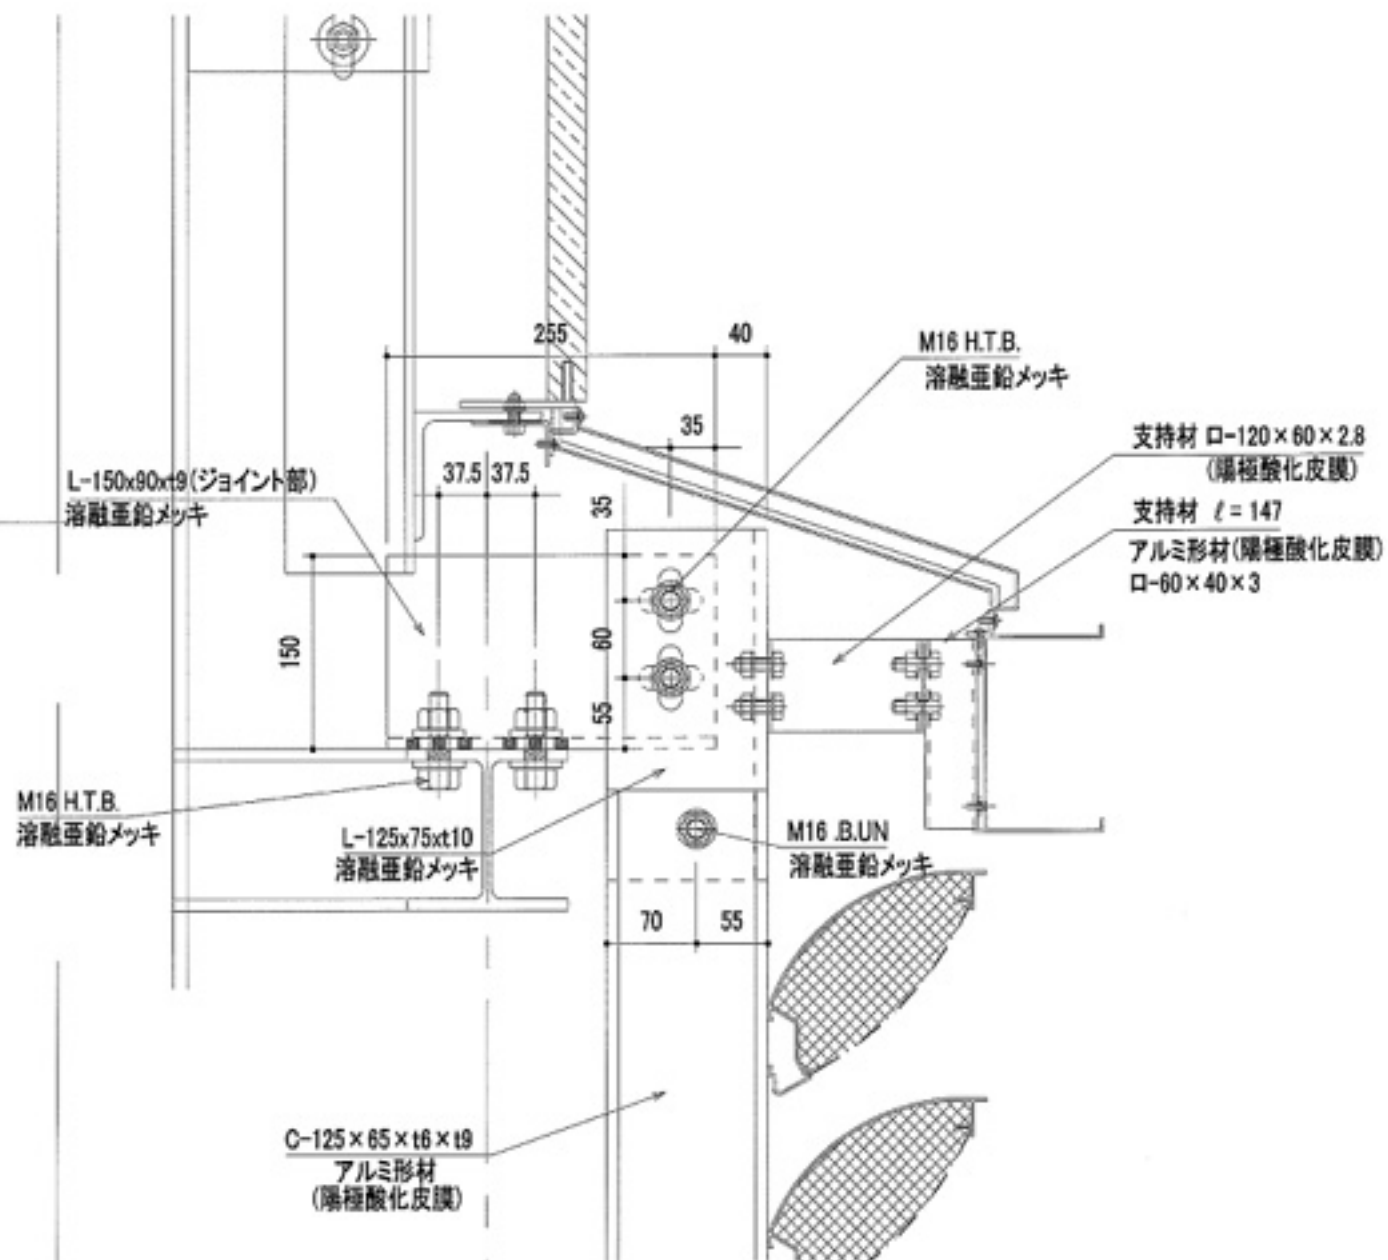 255
40
M16 H.T.B.
溶融亜鉛メッキ
35
支持材 ロ-120×60×2.8
(陽極酸化皮膜)
L-150x90xt9(ジョイント部)
溶融亜鉛メッキ
37.5
37.5
35
支持材 ℓ=147
アルミ形材(陽極酸化皮膜)
ロ-60×40×3
150
60
55
M16 H.T.B.
溶融亜鉛メッキ
L-125x75xt10
溶融亜鉛メッキ
M16 .B.UN
溶融亜鉛メッキ
70
55
C-125×65×t6×t9
アルミ形材
(陽極酸化皮膜)